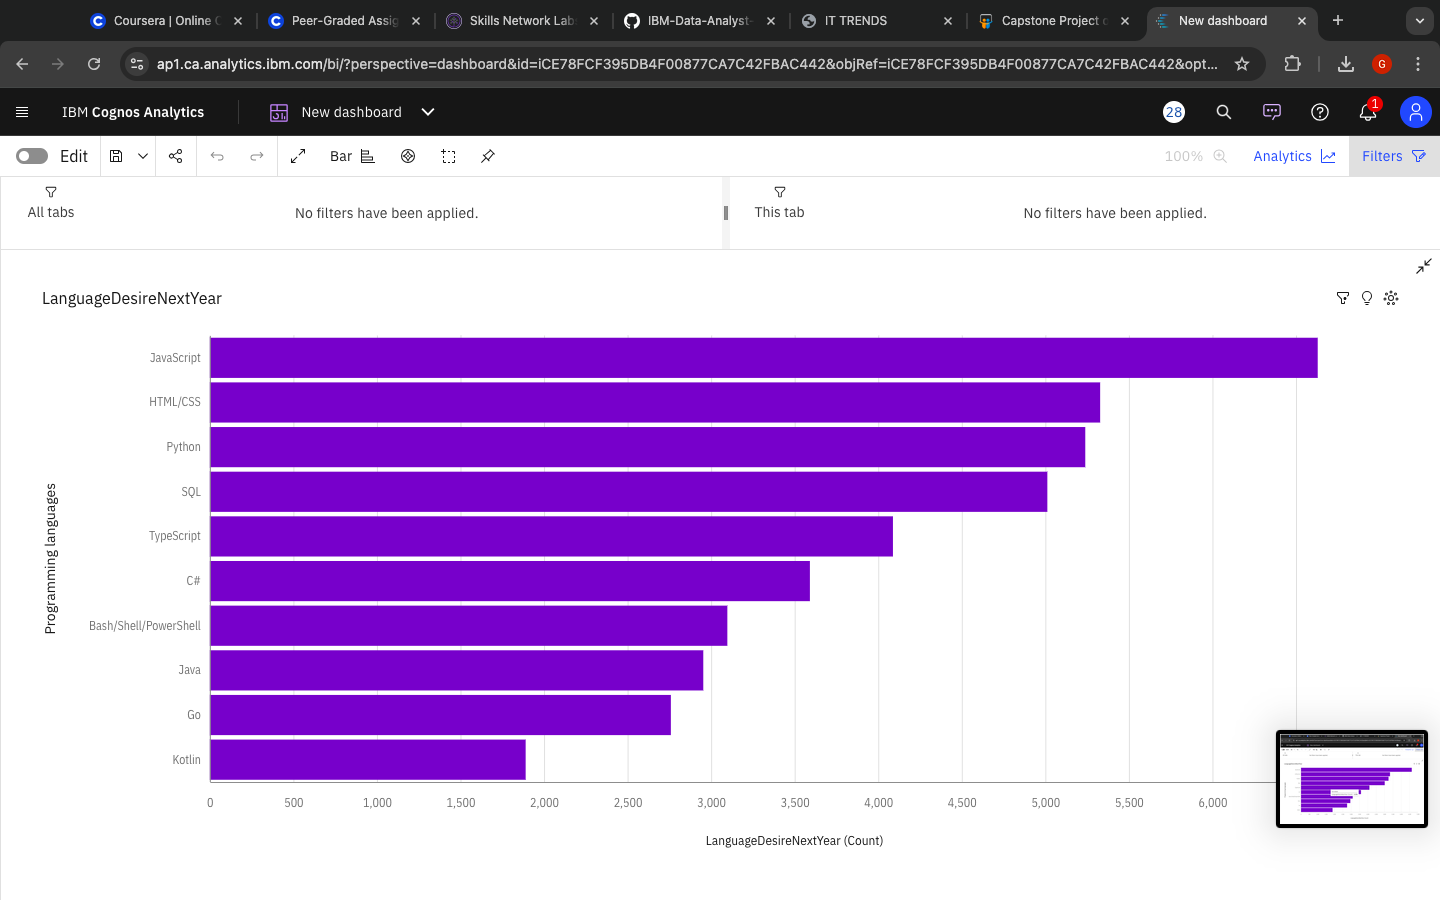 Coursera | Online C
Peer-Graded Assig
Skills Network Lab
IBM-Data-Analyst-
IT TRENDS
Capstone Project o
New dashboard
ap1.ca.analytics.ibm.com/bi/?perspective=dashboard&id=iCE78FCF395DB4F00877CA7C42FBAC442&objRef=iCE78FCF395DB4F00877CA7C42FBAC442&opt...
G
IBM Cognos Analytics
New dashboard
28
1
Edit
Bar
100%
Analytics
Filters
All tabs
No filters have been applied.
This tab
No filters have been applied.
LanguageDesireNextYear
Programming languages
JavaScript
HTML/CSS
Python
SQL
TypeScript
C#
Bash/Shell/PowerShell
Java
Go
Kotlin
0 500 1,000 1,500 2,000 2,500 3,000 3,500 4,000 4,500 5,000 5,500 6,000
LanguageDesireNextYear (Count)